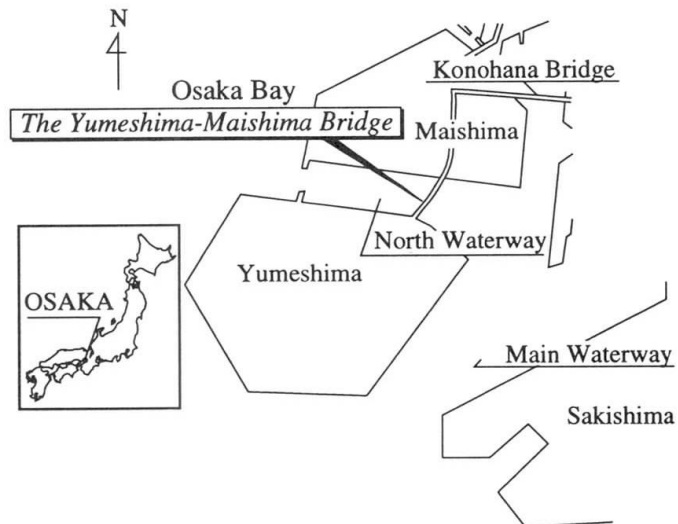 N
Konohana Bridge
Osaka Bay
The Yumeshima-Maishima Bridge
Maishima
North Waterway
Yumeshima
OSAKA
Main Waterway
Sakishima